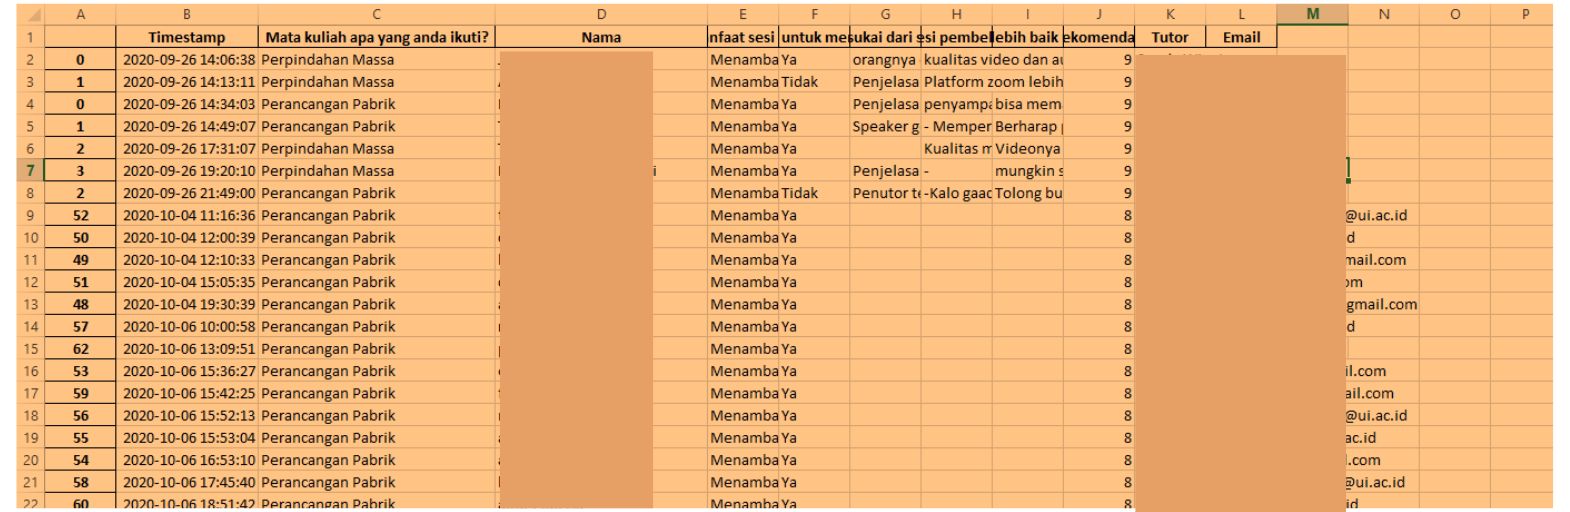 A B C D E F G H I J K L M N O P
1 Timestamp Mata kuliah apa yang anda ikuti? Nama nfaat sesi untuk me sukai dari esi pembel lebih baik ekomenda Tutor Email
2 0 2020-09-26 14:06:38 Perpindahan Massa Menamba Ya orangnya kualitas video dan au 9
3 1 2020-09-26 14:13:11 Perpindahan Massa Menamba Tidak Penjelasa Platform zoom lebih 9
4 0 2020-09-26 14:34:03 Perancangan Pabrik Menamba Ya Penjelasa penyampa bisa mem 9
5 1 2020-09-26 14:49:07 Perancangan Pabrik Menamba Ya Speaker g - Memper Berharap 9
6 2 2020-09-26 17:31:07 Perpindahan Massa Menamba Ya Kualitas m Videonya 9
7 3 2020-09-26 19:20:10 Perpindahan Massa i Menamba Ya Penjelasa - mungkin s 9
8 2 2020-09-26 21:49:00 Perancangan Pabrik Menamba Tidak Penutor te -Kalo gaad Tolong bu 9
9 52 2020-10-04 11:16:36 Perancangan Pabrik Menamba Ya 8 @ui.ac.id
10 50 2020-10-04 12:00:39 Perancangan Pabrik Menamba Ya 8 d
11 49 2020-10-04 12:10:33 Perancangan Pabrik Menamba Ya 8 mail.com
12 51 2020-10-04 15:05:35 Perancangan Pabrik Menamba Ya 8 om
13 48 2020-10-04 19:30:39 Perancangan Pabrik Menamba Ya 8 gmail.com
14 57 2020-10-06 10:00:58 Perancangan Pabrik Menamba Ya 8 d
15 62 2020-10-06 13:09:51 Perancangan Pabrik Menamba Ya 8
16 53 2020-10-06 15:36:27 Perancangan Pabrik Menamba Ya 8 il.com
17 59 2020-10-06 15:42:25 Perancangan Pabrik Menamba Ya 8 ail.com
18 56 2020-10-06 15:52:13 Perancangan Pabrik Menamba Ya 8 @ui.ac.id
19 55 2020-10-06 15:53:04 Perancangan Pabrik Menamba Ya 8 ac.id
20 54 2020-10-06 16:53:10 Perancangan Pabrik Menamba Ya 8 l.com
21 58 2020-10-06 17:45:40 Perancangan Pabrik Menamba Ya 8 @ui.ac.id
22 60 2020-10-06 18:51:42 Perancangan Pabrik Menamba Ya 8 id